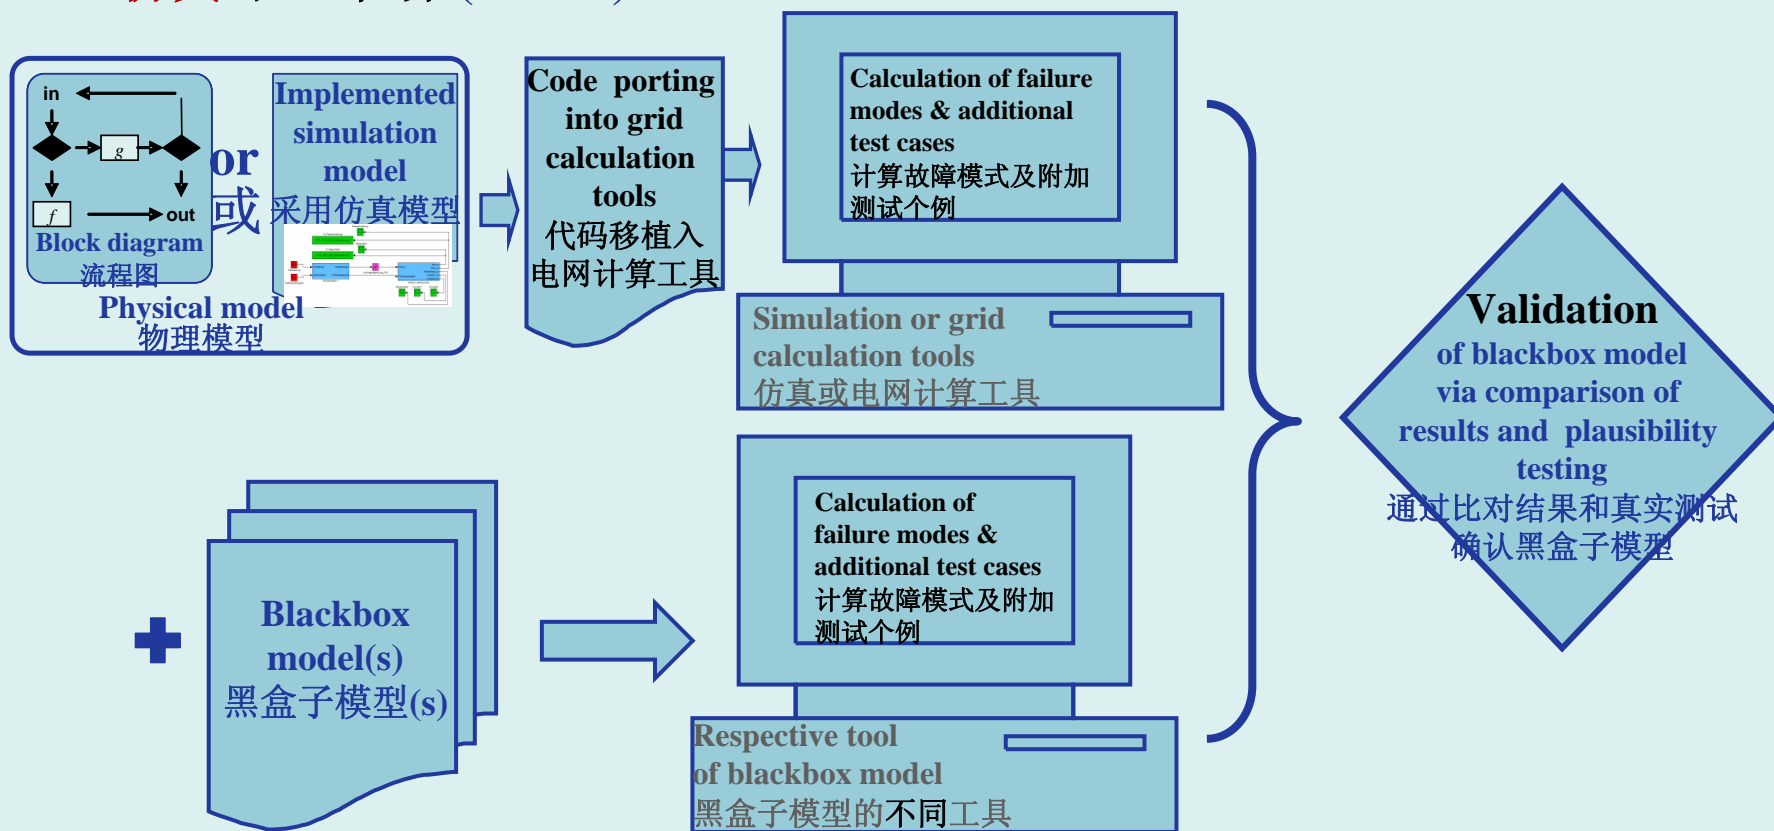 in
g
f
out
Block diagram
流程图
or
或
Implemented
simulation
model
采用仿真模型
Physical model
物理模型
Code porting
into grid
calculation
tools
代码移植入
电网计算工具
Calculation of failure
modes & additional
test cases
计算故障模式及附加
测试个例
Simulation or grid
calculation tools
仿真或电网计算工具
Blackbox
model(s)
黑盒子模型(s)
Calculation of
failure modes &
additional test cases
计算故障模式及附加
测试个例
Respective tool
of blackbox model
黑盒子模型的不同工具
Validation
of blackbox model
via comparison of
results and plausibility
testing
通过比对结果和真实测试
确认黑盒子模型